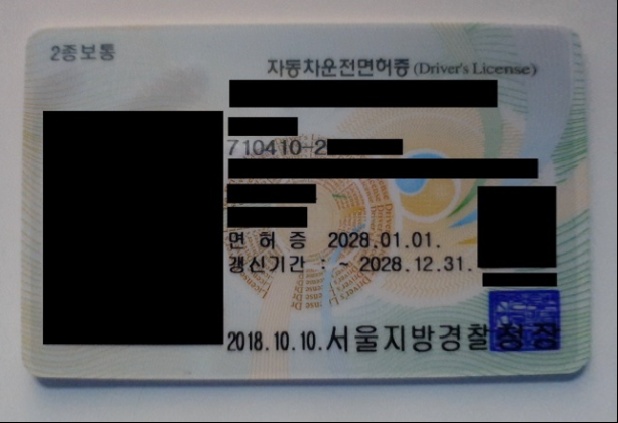 2종보통
자동차운전면허증 (Driver's License)
710410-2
면 허 증 2028.01.01.
갱신기간 : ~ 2028.12.31.
2018.10.10. 서울지방경찰청장